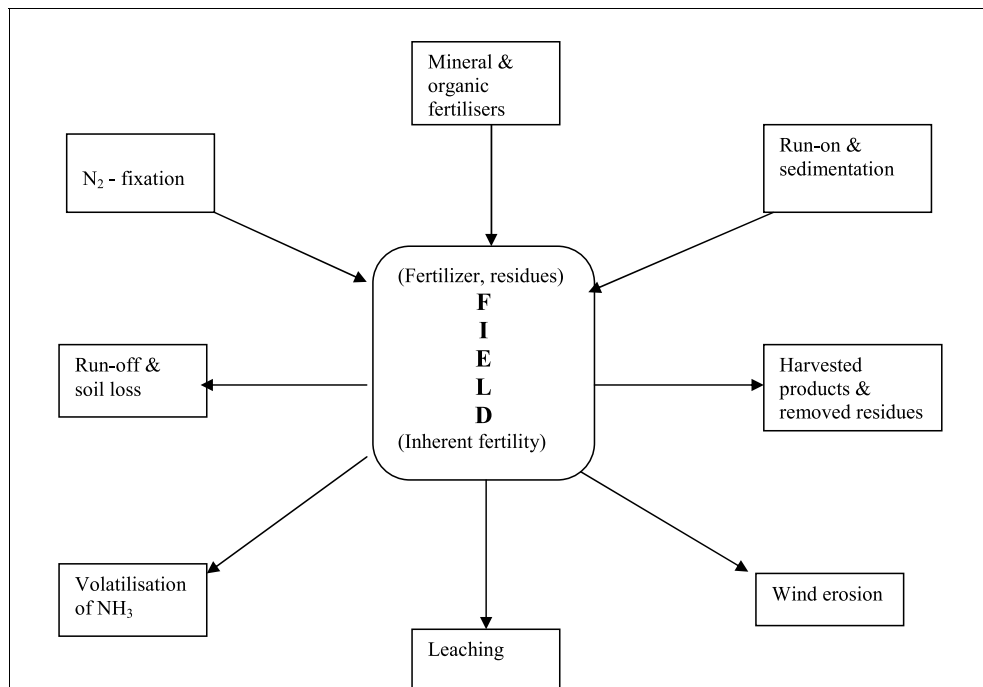 Mineral &
organic
fertilisers
N₂ - fixation
Run-on &
sedimentation
(Fertilizer, residues)
F
I
E
L
D
(Inherent fertility)
Run-off &
soil loss
Harvested
products &
removed residues
Volatilisation
of NH₃
Leaching
Wind erosion